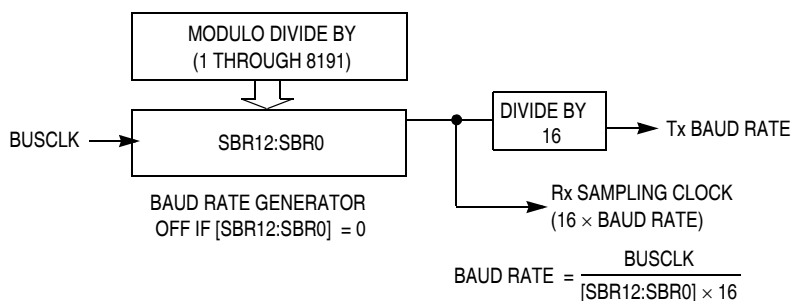 MODULO DIVIDE BY
(1 THROUGH 8191)
BUSCLK
SBR12:SBR0
DIVIDE BY
16
Tx BAUD RATE
BAUD RATE GENERATOR
OFF IF [SBR12:SBR0] = 0
Rx SAMPLING CLOCK
(16 × BAUD RATE)
BAUD RATE =
BUSCLK
[SBR12:SBR0] × 16